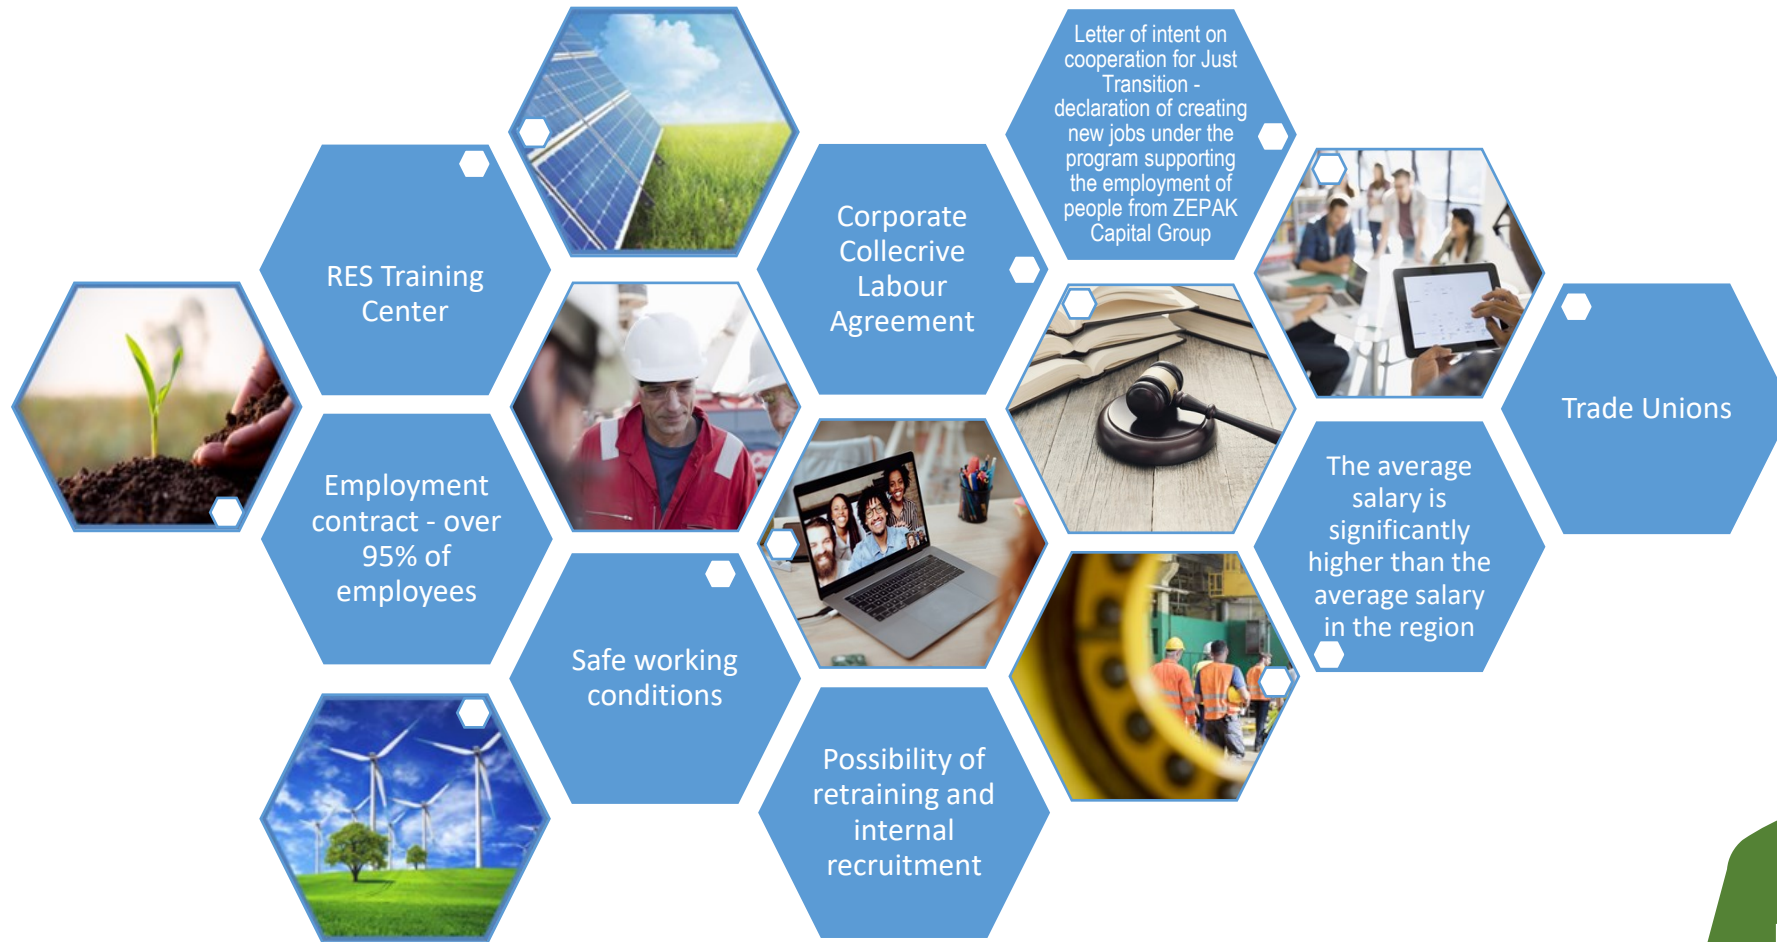 Letter of intent on
cooperation for Just
Transition -
declaration of creating
new jobs under the
program supporting
the employment of
people from ZEPAK
Capital Group
Corporate
Collecrive
Labour
Agreement
RES Training
Center
Trade Unions
Employment
contract - over
95% of
employees
The average
salary is
significantly
higher than the
average salary
in the region
Safe working
conditions
Possibility of
retraining and
internal
recruitment